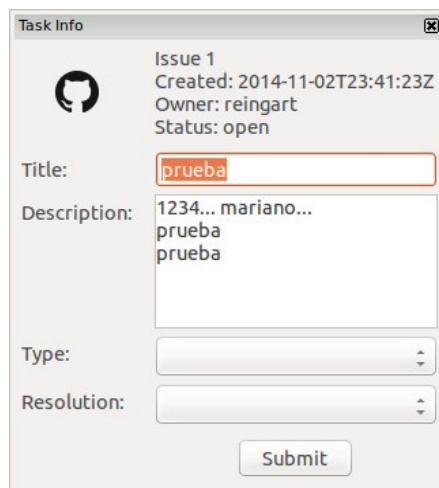 Task Info
Issue 1
Created: 2014-11-02T23:41:23Z
Owner: reingart
Status: open
Title:
prueba
Description:
1234... mariano...
prueba
prueba
Type:
Resolution:
Submit